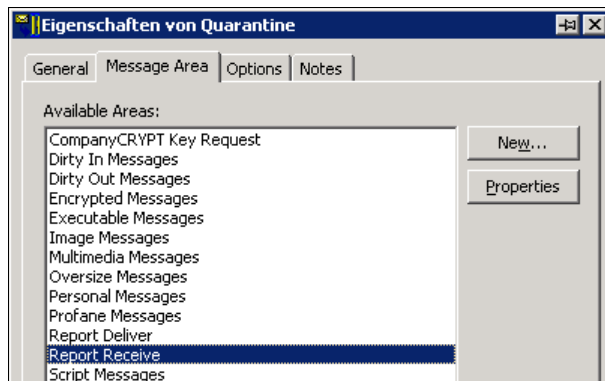 Eigenschaften von Quarantine
General Message Area Options Notes
Available Areas:
CompanyCRYPT Key Request
New...
Dirty In Messages
Dirty Out Messages
Properties
Encrypted Messages
Executable Messages
Image Messages
Multimedia Messages
Oversize Messages
Personal Messages
Profane Messages
Report Deliver
Report Receive
Script Messages